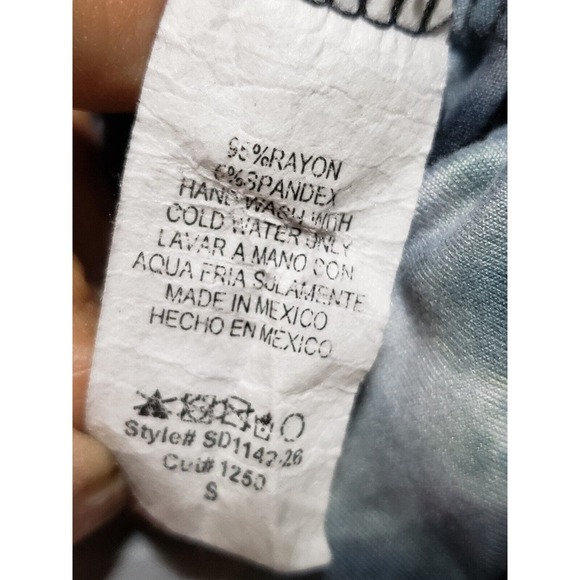 95%RAYON
5%SPANDEX
HAND WASH WITH
COLD WATER ONLY
LAVAR A MANO CON
AQUA FRIA SOLAMENTE
MADE IN MEXICO
HECHO EN MEXICO
Style# SD1142-26
Cut# 1250
S